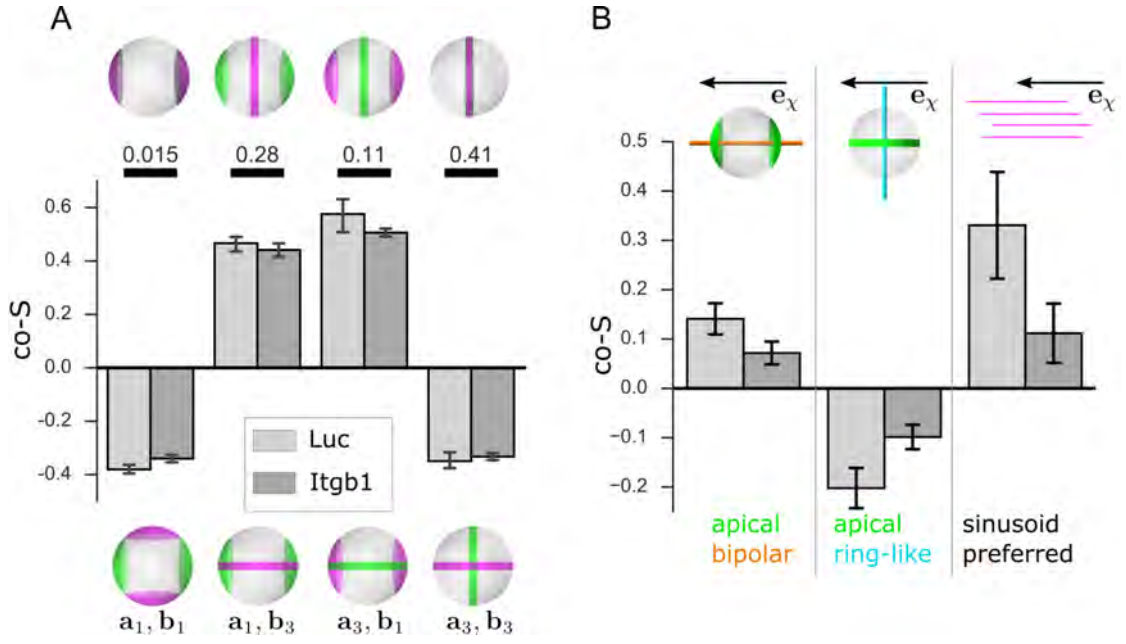 A
0.015 0.28 0.11 0.41
0.6
0.4
0.2
0.0
-0.2
-0.4
co-S
Luc
Itgb1
a₁, b₁ a₁, b₃ a₃, b₁ a₃, b₃
B
eχ eχ eχ
0.5
0.4
0.3
0.2
0.1
0.0
−0.1
−0.2
co-S
apical apical sinusoid
bipolar ring-like preferred